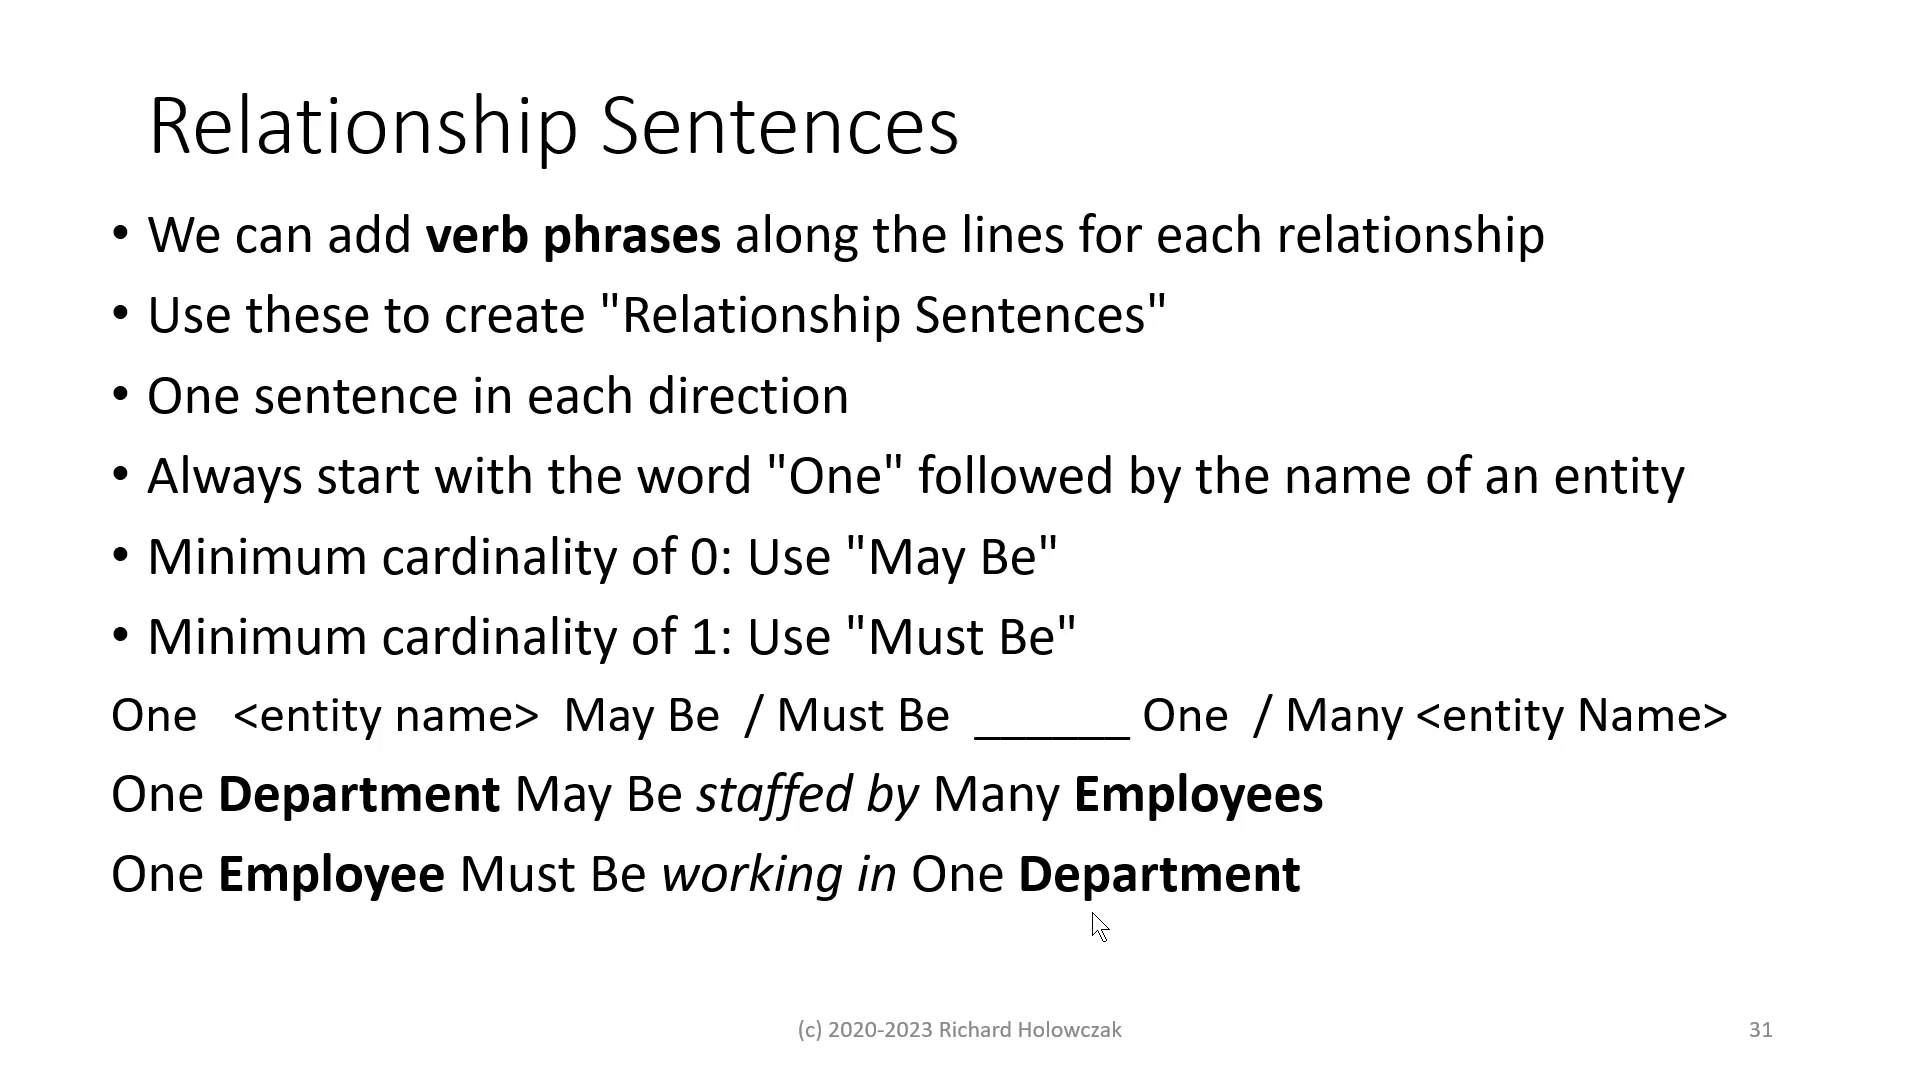 Relationship Sentences
• We can add verb phrases along the lines for each relationship
• Use these to create "Relationship Sentences"
• One sentence in each direction
• Always start with the word "One" followed by the name of an entity
• Minimum cardinality of 0: Use "May Be"
• Minimum cardinality of 1: Use "Must Be"
One <entity name> May Be / Must Be ______ One / Many <entity Name>
One Department May Be staffed by Many Employees
One Employee Must Be working in One Department
(c) 2020-2023 Richard Holowczak 31